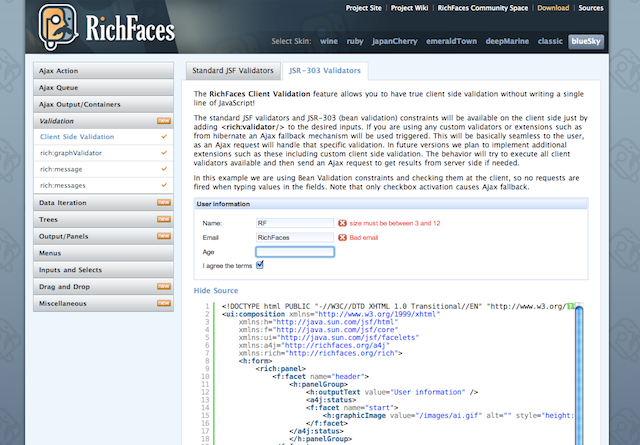 Project Site | Project Wiki | RichFaces Community Space | Download | Sources
RichFaces
Select Skin: wine ruby japanCherry emeraldTown deepMarine classic blueSky
Ajax Action
Ajax Queue
Ajax Output/Containers
Validation new
Client Side Validation
rich:graphValidator
rich:message
rich:messages
Data Iteration new
Trees new
Output/Panels new
Menus
Inputs and Selects
Drag and Drop new
Miscellaneous new
Standard JSF Validators
JSR-303 Validators
The RichFaces Client Validation feature allows you to have true client side validation without writing a single
line of JavaScript!
The standard JSF validators and JSR-303 (bean validation) constraints will be available on the client side just by
adding <rich:validator/> to the desired inputs. If you are using any custom validators or extensions such as
from hibernate an Ajax fallback mechanism will be used triggered. This will be basically seamless to the user,
as an Ajax request will handle that specific validation. In future versions we plan to implement additional
extensions such as these including custom client side validation. The behavior will try to execute all client
validators available and then send an Ajax request to get results from server side if needed.
In this example we are using Bean Validation constraints and checking them at the client, so no requests are
fired when typing values in the fields. Note that only checkbox activation causes Ajax fallback.
User information
Name: RF size must be between 3 and 12
Email RichFaces Bad email
Age
I agree the terms
Hide Source
1 <!DOCTYPE html PUBLIC "-//W3C//DTD XHTML 1.0 Transitional//EN" "http://www.w3.org/
2 <ui:composition xmlns="http://www.w3.org/1999/xhtml"
3 xmlns:h="http://java.sun.com/jsf/html"
4 xmlns:f="http://java.sun.com/jsf/core"
5 xmlns:ui="http://java.sun.com/jsf/facelets"
6 xmlns:a4j="http://richfaces.org/a4j"
7 xmlns:rich="http://richfaces.org/rich">
8 <h:form>
9 <rich:panel>
10 <f:facet name="header">
11 <h:panelGroup>
12 <h:outputText value="User information" />
13 <a4j:status>
14 <f:facet name="start">
15 <h:graphicImage value="/images/ai.gif" alt="" style="height:
16 </f:facet>
17 </a4j:status>
18 </h:panelGroup>